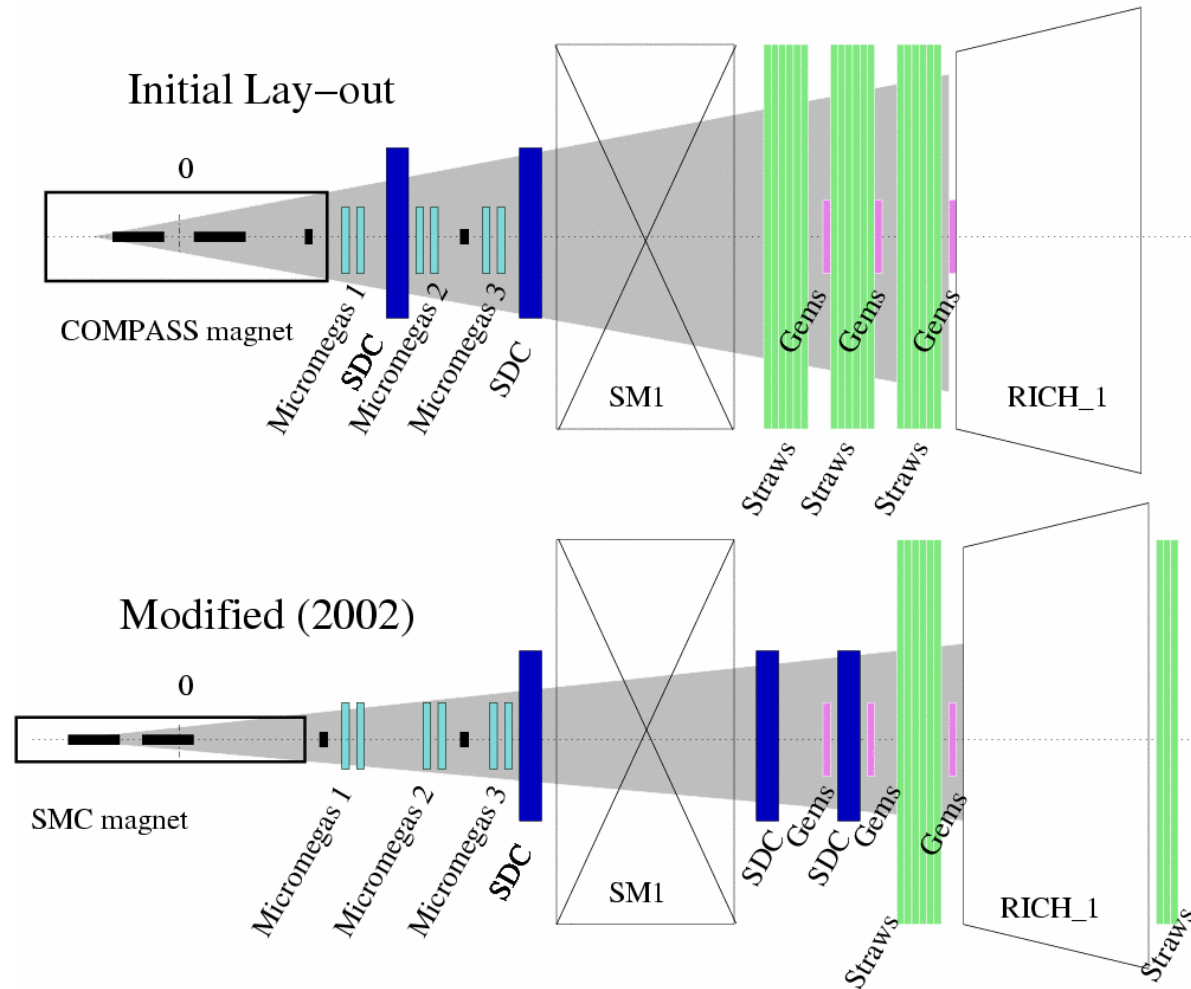 Initial Lay–out
0
COMPASS magnet
Micromegas 1
SDC
Micromegas 2
Micromegas 3
SDC
SM1
Gems
Gems
Gems
RICH_1
Straws
Straws
Straws
Modified (2002)
0
SMC magnet
Micromegas 1
Micromegas 2
Micromegas 3
SDC
SM1
SDC
Gems
SDC
Gems
Gems
RICH_1
Straws
Straws